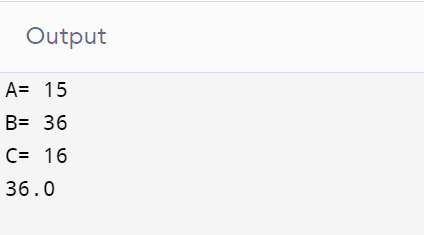 Output
A= 15
B= 36
C= 16
36.0